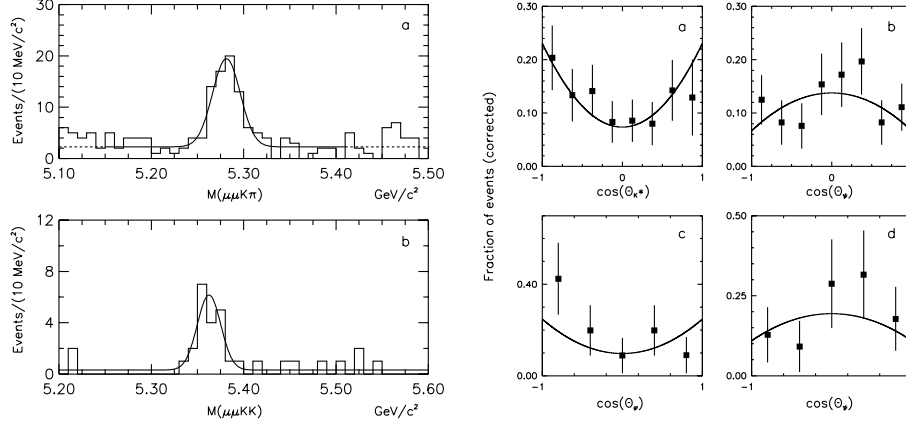 30
20
10
0
Events/(10 MeV/c²)
a
5.10 5.20 5.30 5.40 5.50
M(μμKπ) GeV/c²
12
8
4
0
Events/(10 MeV/c²)
b
5.20 5.30 5.40 5.50 5.60
M(μμKK) GeV/c²
Fraction of events (corrected)
0.30
0.20
0.10
0.00
a
-1 0 1
cos(Θ_K*)
0.30
0.20
0.10
0.00
b
-1 0
cos(Θ_ψ)
0.40
0.00
c
-1 1
cos(Θ_φ)
0.50
0.25
0.00
d
-1
cos(Θ_ψ)